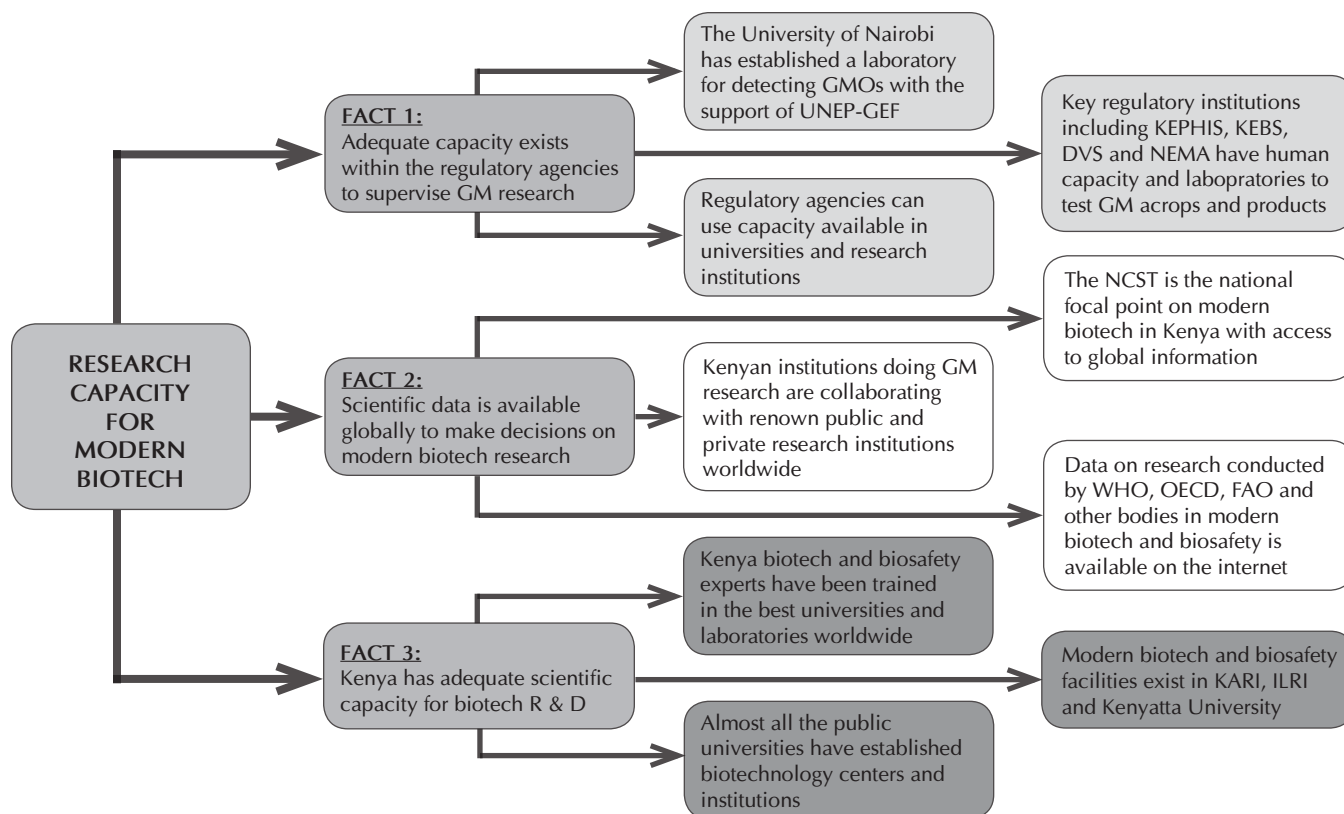 RESEARCH
CAPACITY
FOR
MODERN
BIOTECH
FACT 1:
Adequate capacity exists
within the regulatory agencies
to supervise GM research
The University of Nairobi
has established a laboratory
for detecting GMOs with the
support of UNEP-GEF
Key regulatory institutions
including KEPHIS, KEBS,
DVS and NEMA have human
capacity and labopratories to
test GM acrops and products
Regulatory agencies can
use capacity available in
universities and research
institutions
FACT 2:
Scientific data is available
globally to make decisions on
modern biotech research
The NCST is the national
focal point on modern
biotech in Kenya with access
to global information
Kenyan institutions doing GM
research are collaborating
with renown public and
private research institutions
worldwide
Data on research conducted
by WHO, OECD, FAO and
other bodies in modern
biotech and biosafety is
available on the internet
FACT 3:
Kenya has adequate scientific
capacity for biotech R & D
Kenya biotech and biosafety
experts have been trained
in the best universities and
laboratories worldwide
Modern biotech and biosafety
facilities exist in KARI, ILRI
and Kenyatta University
Almost all the public
universities have established
biotechnology centers and
institutions